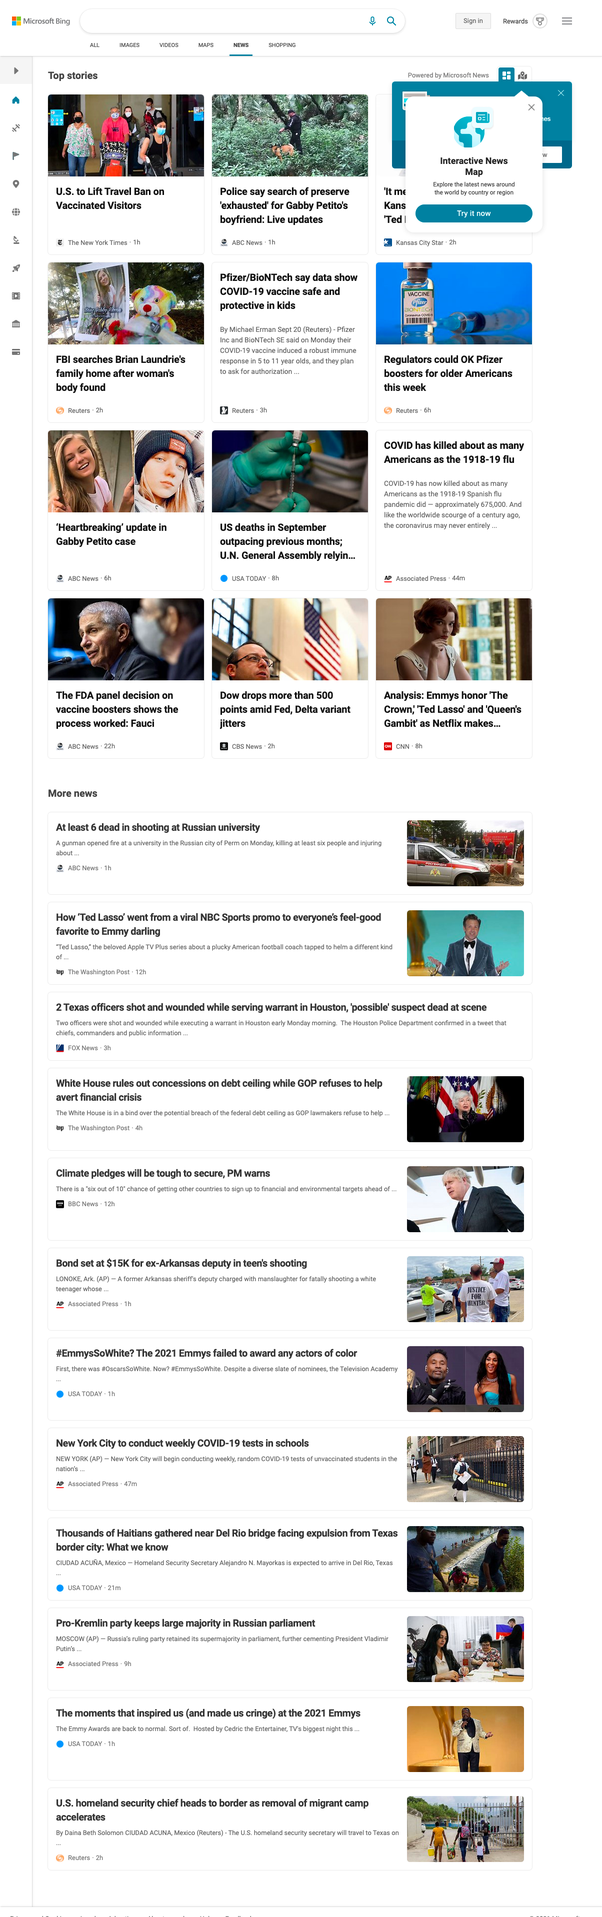 Microsoft Bing
Sign in
Rewards
ALL
IMAGES
VIDEOS
MAPS
NEWS
SHOPPING
Top stories
Powered by Microsoft News
Interactive News
Map
Explore the latest news around
the world by country or region
Try it now
U.S. to Lift Travel Ban on
Vaccinated Visitors
The New York Times · 1h
Police say search of preserve
'exhausted' for Gabby Petito's
boyfriend: Live updates
ABC News · 1h
'It me
Kans
'Ted
Kansas City Star · 2h
FBI searches Brian Laundrie's
family home after woman's
body found
Reuters · 2h
Pfizer/BioNTech say data show
COVID-19 vaccine safe and
protective in kids
By Michael Erman Sept 20 (Reuters) - Pfizer
Inc and BioNTech SE said on Monday their
COVID-19 vaccine induced a robust immune
response in 5 to 11 year olds, and they plan
to ask for authorization ...
Reuters · 3h
VACCINE
Regulators could OK Pfizer
boosters for older Americans
this week
Reuters · 6h
'Heartbreaking' update in
Gabby Petito case
ABC News · 6h
US deaths in September
outpacing previous months;
U.N. General Assembly relyin...
USA TODAY · 8h
COVID has killed about as many
Americans as the 1918-19 flu
COVID-19 has now killed about as many
Americans as the 1918-19 Spanish flu
pandemic did — approximately 675,000. And
like the worldwide scourge of a century ago,
the coronavirus may never entirely ...
AP Associated Press · 44m
The FDA panel decision on
vaccine boosters shows the
process worked: Fauci
ABC News · 22h
Dow drops more than 500
points amid Fed, Delta variant
jitters
CBS News · 2h
Analysis: Emmys honor 'The
Crown,' 'Ted Lasso' and 'Queen's
Gambit' as Netflix makes...
CNN · 8h
More news
At least 6 dead in shooting at Russian university
A gunman opened fire at a university in the Russian city of Perm on Monday, killing at least six people and injuring
about ...
ABC News · 1h
How 'Ted Lasso' went from a viral NBC Sports promo to everyone's feel-good
favorite to Emmy darling
"Ted Lasso," the beloved Apple TV Plus series about a plucky American football coach tapped to helm a different kind
of ...
wp The Washington Post · 12h
2 Texas officers shot and wounded while serving warrant in Houston, 'possible' suspect dead at scene
Two officers were shot and wounded while executing a warrant in Houston early Monday morning. The Houston Police Department confirmed in a tweet that
chiefs, commanders and public information ...
FOX News · 3h
White House rules out concessions on debt ceiling while GOP refuses to help
avert financial crisis
The White House is in a bind over the potential breach of the federal debt ceiling as GOP lawmakers refuse to help ...
wp The Washington Post · 4h
Climate pledges will be tough to secure, PM warns
There is a "six out of 10" chance of getting other countries to sign up to financial and environmental targets ahead of ...
BBC News · 12h
Bond set at $15K for ex-Arkansas deputy in teen's shooting
LONOKE, Ark. (AP) — A former Arkansas sheriff's deputy charged with manslaughter for fatally shooting a white
teenager whose ...
AP Associated Press · 1h
JUSTICE
FOR
HUNTER
#EmmysSoWhite? The 2021 Emmys failed to award any actors of color
First, there was #OscarsSoWhite. Now? #EmmysSoWhite. Despite a diverse slate of nominees, the Television Academy
...
USA TODAY · 1h
New York City to conduct weekly COVID-19 tests in schools
NEW YORK (AP) — New York City will begin conducting weekly, random COVID-19 tests of unvaccinated students in the
nation's ...
AP Associated Press · 47m
Thousands of Haitians gathered near Del Rio bridge facing expulsion from Texas
border city: What we know
CIUDAD ACUÑA, Mexico — Homeland Security Secretary Alejandro N. Mayorkas is expected to arrive in Del Rio, Texas
...
USA TODAY · 21m
Pro-Kremlin party keeps large majority in Russian parliament
MOSCOW (AP) — Russia's ruling party retained its supermajority in parliament, further cementing President Vladimir
Putin's ...
AP Associated Press · 9h
The moments that inspired us (and made us cringe) at the 2021 Emmys
The Emmy Awards are back to normal. Sort of. Hosted by Cedric the Entertainer, TV's biggest night this ...
USA TODAY · 1h
U.S. homeland security chief heads to border as removal of migrant camp
accelerates
By Daina Beth Solomon CIUDAD ACUNA, Mexico (Reuters) - The U.S. homeland security secretary will travel to Texas on
...
Reuters · 2h